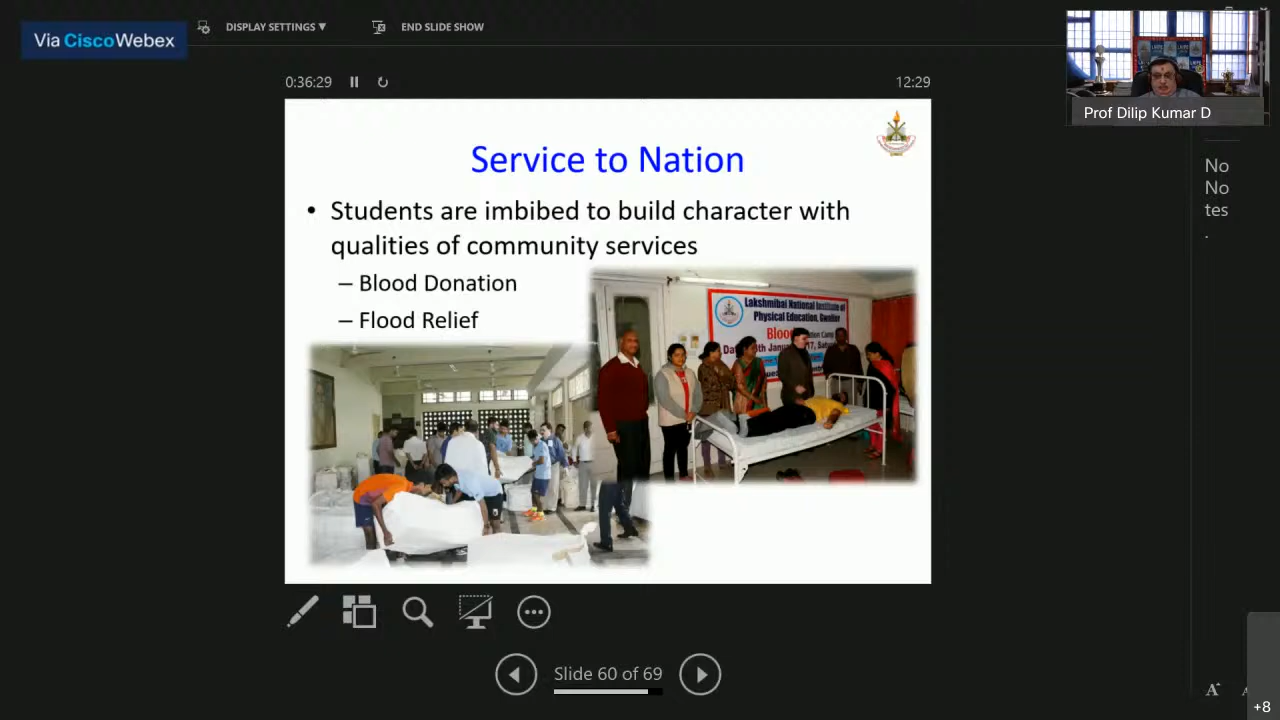 Via CiscoWebex
DISPLAY SETTINGS ▼
END SLIDE SHOW
Prof Dilip Kumar D
0:36:29
12:29
Service to Nation
• Students are imbibed to build character with
qualities of community services
– Blood Donation
– Flood Relief
Lakshmibai National Institute of
Physical Education, Gwalior
Blood
No
No
tes
.
Slide 60 of 69
A
+8